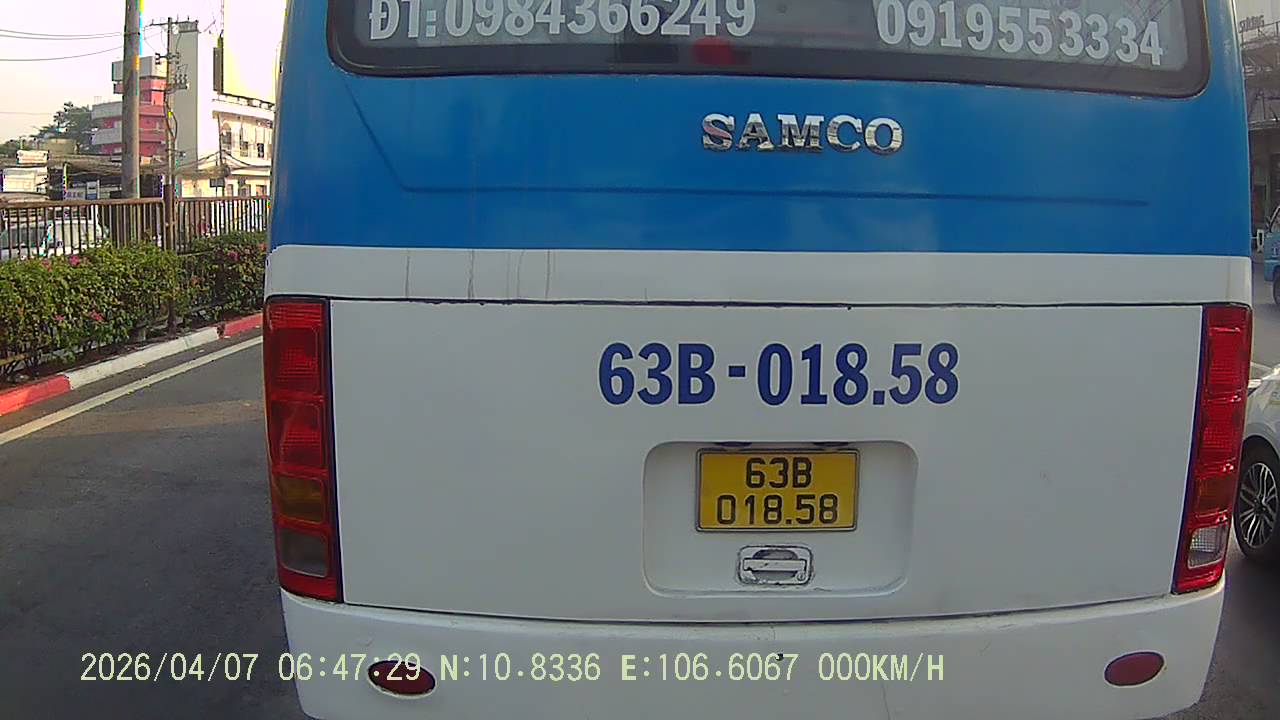 ĐT:0984366249
0919553334
SAMCO
63B-018.58
63B
018.58
2026/04/07 06:47:29 N:10.8336 E:106.6067 000KM/H